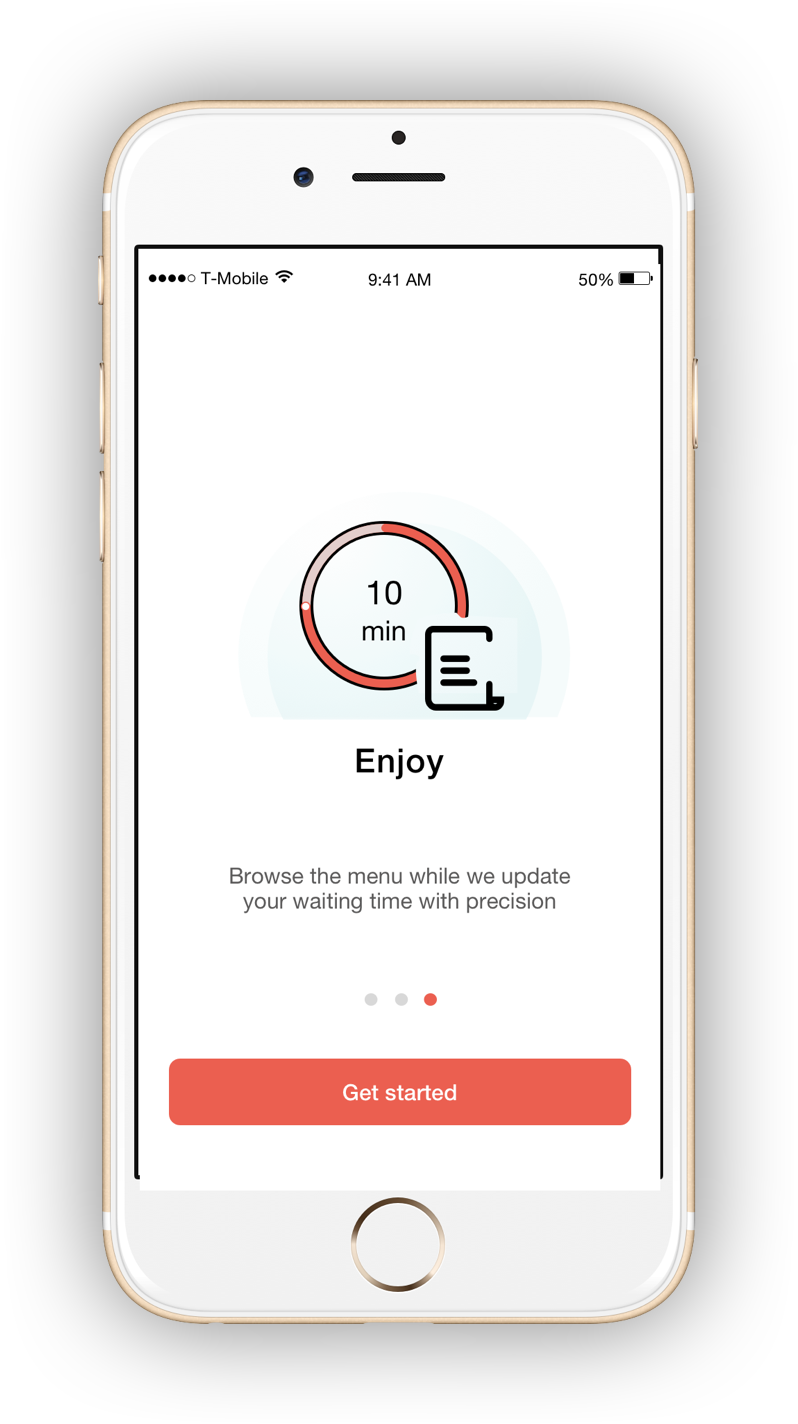 T-Mobile 9:41 AM 50%
10
min
Enjoy
Browse the menu while we update
your waiting time with precision
Get started